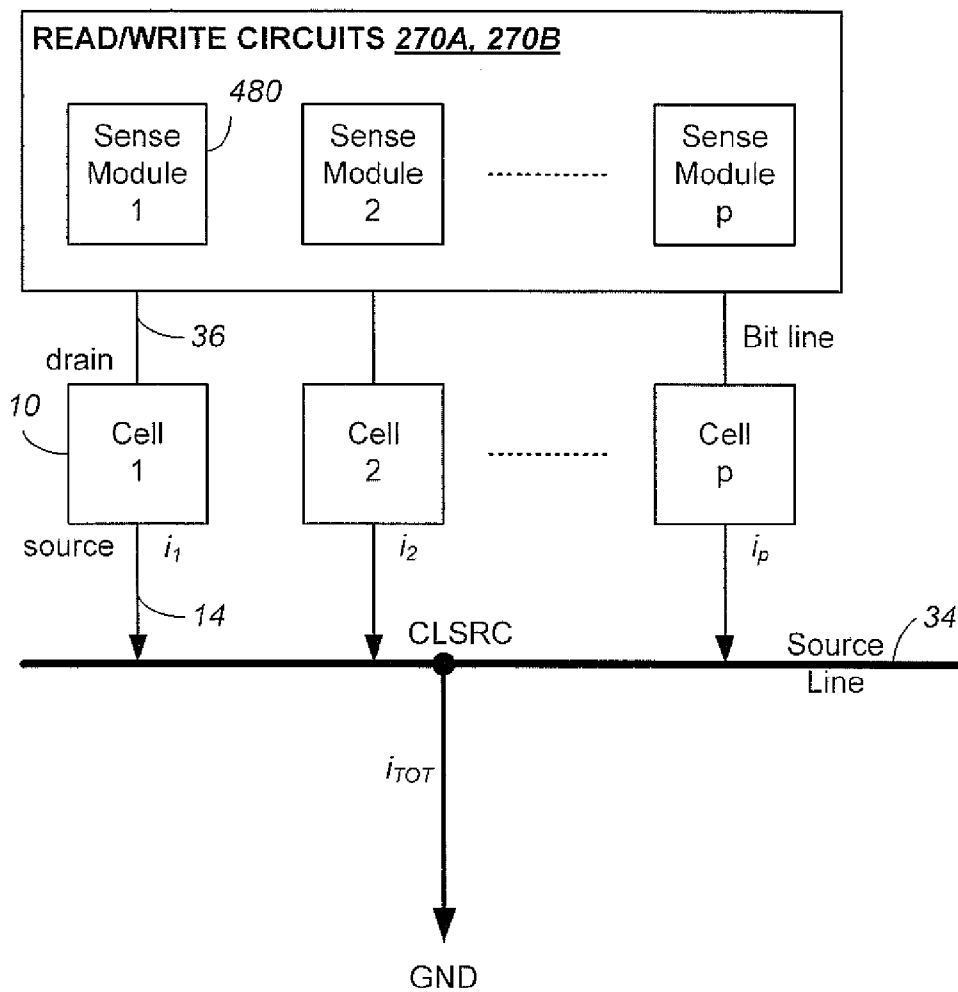 READ/WRITE CIRCUITS 270A, 270B
480
Sense
Module
1
Sense
Module
2
Sense
Module
p
36
drain
Bit line
10
Cell
1
Cell
2
Cell
p
source
i1
i2
ip
14
CLSRC
Source
Line
34
iTOT
GND